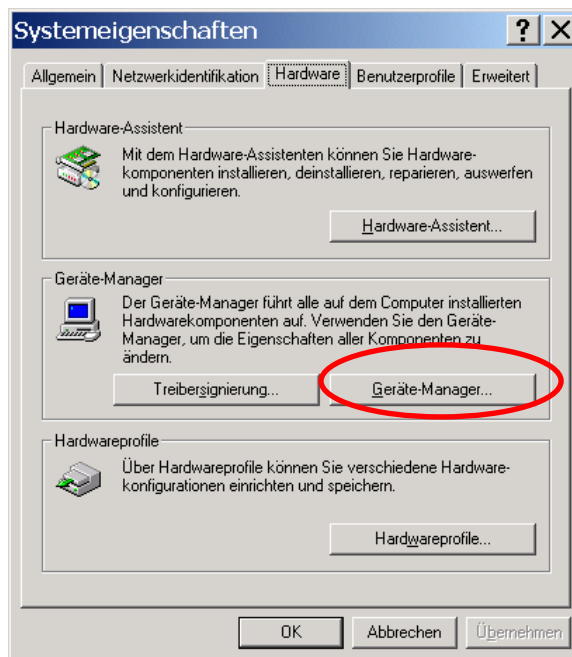 Systemeigenschaften
Allgemein Netzwerkidentifikation Hardware Benutzerprofile Erweitert
Hardware-Assistent
Mit dem Hardware-Assistenten können Sie Hardware-
komponenten installieren, deinstallieren, reparieren, auswerfen
und konfigurieren.
Hardware-Assistent...
Geräte-Manager
Der Geräte-Manager führt alle auf dem Computer installierten
Hardwarekomponenten auf. Verwenden Sie den Geräte-
Manager, um die Eigenschaften aller Komponenten zu
ändern.
Treibersignierung... Geräte-Manager...
Hardwareprofile
Über Hardwareprofile können Sie verschiedene Hardware-
konfigurationen einrichten und speichern.
Hardwareprofile...
OK Abbrechen Übernehmen